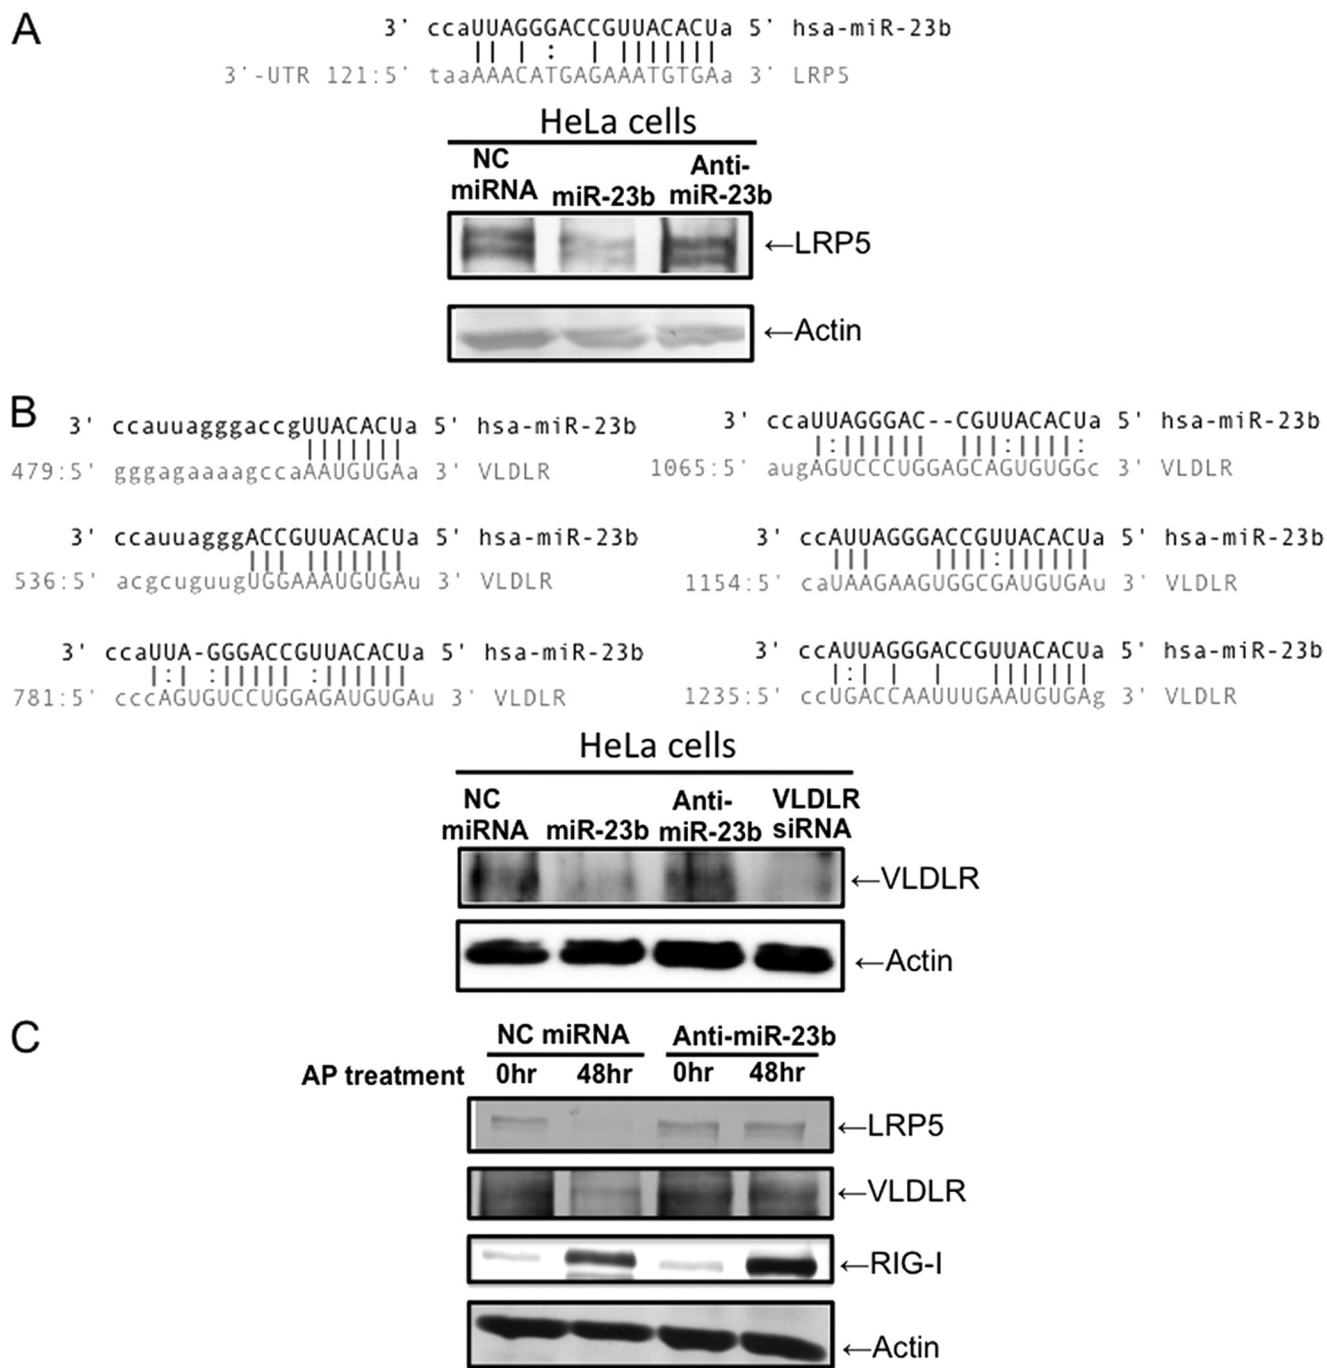 A
3' ccaUUAGGGACCGUUACACUa 5' hsa-miR-23b
3'-UTR 121:5' taaAAACATGAGAAATGTGAa 3' LRP5
HeLa cells
NC miRNA miR-23b Anti-miR-23b
←LRP5
←Actin
B
3' ccauuagggaccgUUACACUa 5' hsa-miR-23b
479:5' gggagaaaagccaAAUGUGAa 3' VLDLR
3' ccaUUAGGGAC--CGUUACACUa 5' hsa-miR-23b
1065:5' augAGUCCCUGGAGCAGUGUGGc 3' VLDLR
3' ccauuagggACCGUUACACUa 5' hsa-miR-23b
536:5' acgcuguugUGGAAAUGUGAu 3' VLDLR
3' ccAUUAGGGACCGUUACACUa 5' hsa-miR-23b
1154:5' caUAAGAAGUGGCGAUGUGAu 3' VLDLR
3' ccaUUA-GGGACCGUUACACUa 5' hsa-miR-23b
781:5' cccAGUGUCCUGGAGAUGUGAu 3' VLDLR
3' ccAUUAGGGACCGUUACACUa 5' hsa-miR-23b
1235:5' ccUGACCAAUUUGAAUGUGAg 3' VLDLR
HeLa cells
NC miRNA miR-23b Anti-miR-23b VLDLR siRNA
←VLDLR
←Actin
C
NC miRNA Anti-miR-23b
AP treatment 0hr 48hr 0hr 48hr
←LRP5
←VLDLR
←RIG-I
←Actin